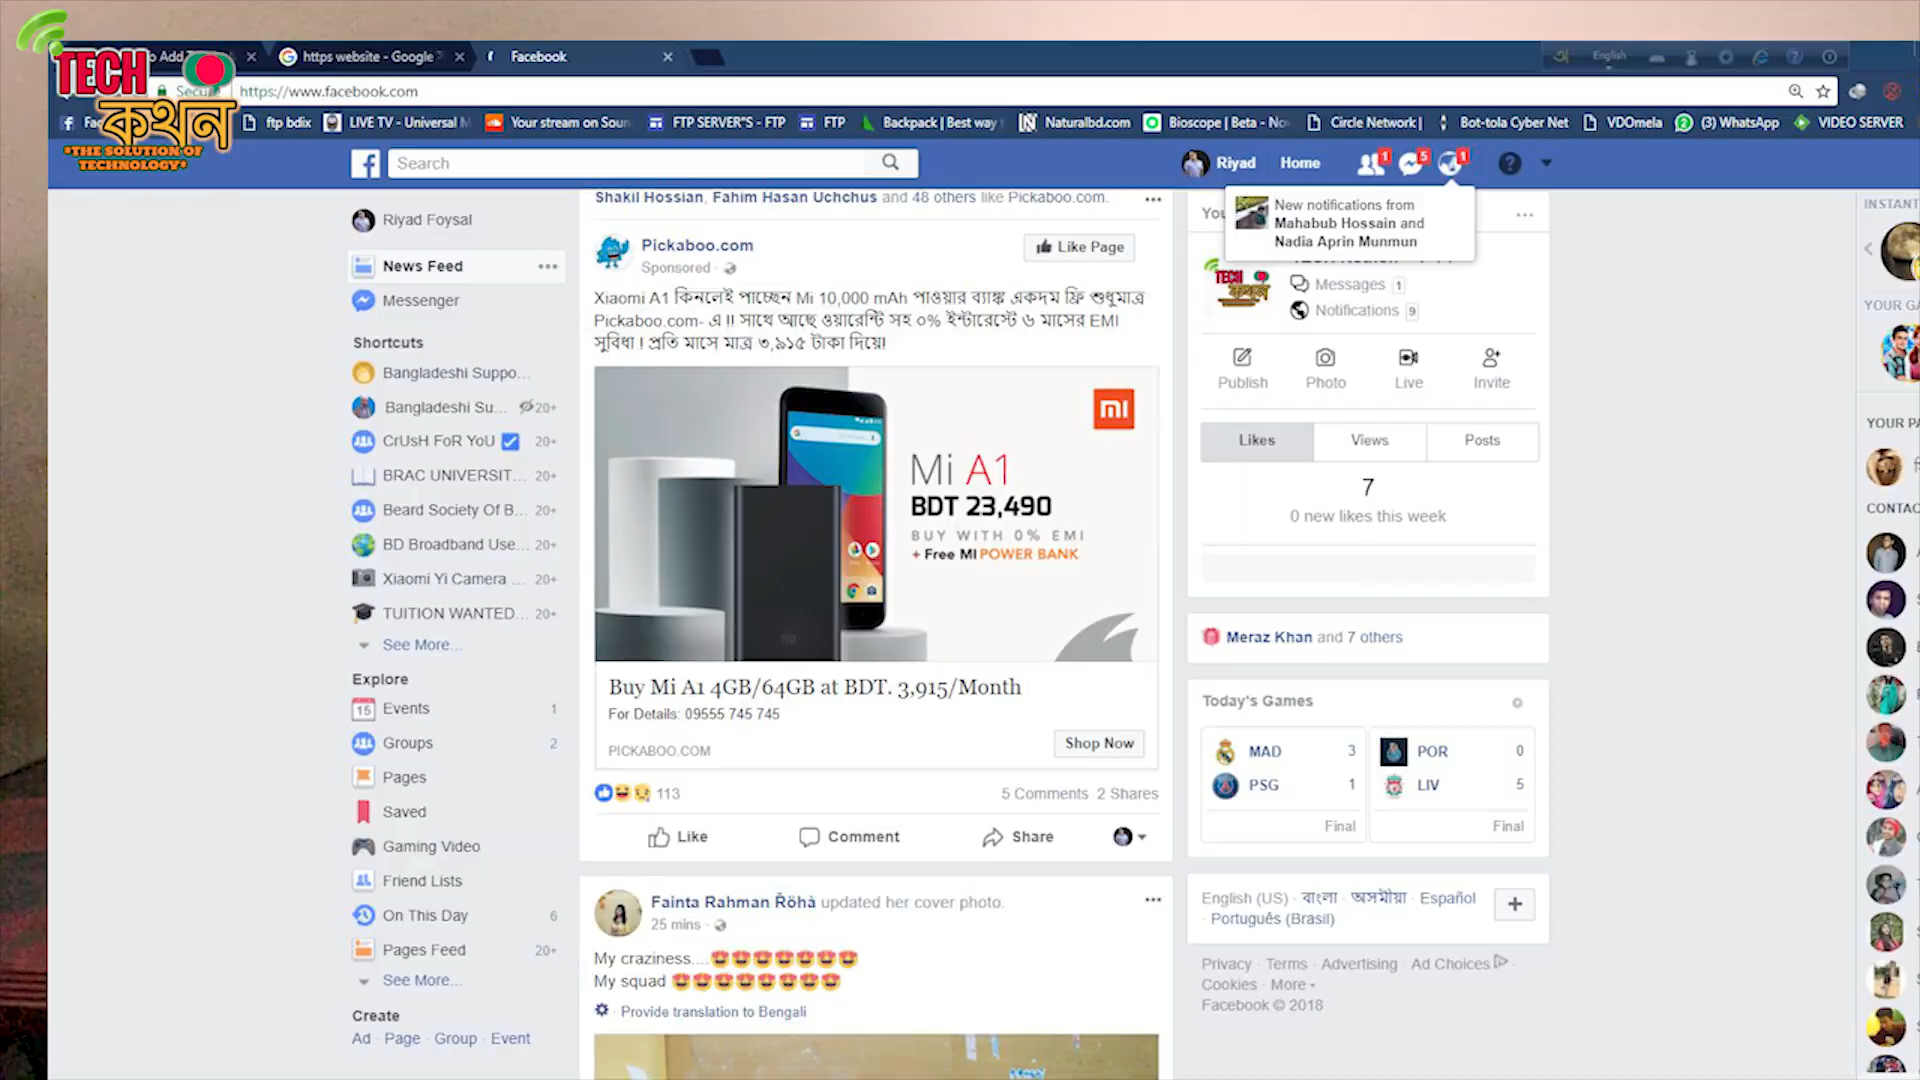 TECH
কথন
*THE SOLUTION OF
TECHNOLOGY*
https website - Google
Facebook
English
Secure
https://www.facebook.com
ftp bdix
LIVE TV - Universal
Your stream on Soun
FTP SERVER"S - FTP
FTP
Backpack | Best way
Naturalbd.com
Bioscope | Beta - No
Circle Network |
Bot-tola Cyber Net
VDOmela
(3) WhatsApp
VIDEO SERVER
Search
Riyad
Home
1
5
1
New notifications from
Mahabub Hossain and
Nadia Aprin Munmun
Riyad Foysal
News Feed
Messenger
Shortcuts
Bangladeshi Suppo...
Bangladeshi Su... 20+
CrUsH FoR YoU 20+
BRAC UNIVERSIT... 20+
Beard Society Of B... 20+
BD Broadband Use... 20+
Xiaomi Yi Camera ... 20+
TUITION WANTED... 20+
See More...
Explore
15 Events 1
Groups 2
Pages
Saved
Gaming Video
Friend Lists
On This Day 6
Pages Feed 20+
See More...
Create
Ad · Page · Group · Event
Shakil Hossian, Fahim Hasan Uchchus and 48 others like Pickaboo.com.
Pickaboo.com
Sponsored ·
Like Page
Xiaomi A1 কিনলেই পাচ্ছেন Mi 10,000 mAh পাওয়ার ব্যাঙ্ক একদম ফ্রি শুধুমাত্র
Pickaboo.com- এ !! সাথে আছে ওয়ারেন্টি সহ ০% ইন্টারেস্টে ৬ মাসের EMI
সুবিধা ! প্রতি মাসে মাত্র ৩,৯১৫ টাকা দিয়ে!
MI
Mi A1
BDT 23,490
BUY WITH 0% EMI
+ Free MI POWER BANK
Buy Mi A1 4GB/64GB at BDT. 3,915/Month
For Details: 09555 745 745
PICKABOO.COM
Shop Now
113
5 Comments 2 Shares
Like
Comment
Share
Fainta Rahman Řöhà updated her cover photo.
25 mins ·
My craziness....
My squad
Provide translation to Bengali
Messages 1
Notifications 9
Publish
Photo
Live
Invite
Likes
Views
Posts
7
0 new likes this week
Meraz Khan and 7 others
Today's Games
MAD 3
PSG 1
Final
POR 0
LIV 5
Final
English (US) · বাংলা · অসমীয়া · Español
· Português (Brasil)
Privacy · Terms · Advertising · Ad Choices ·
Cookies · More
Facebook © 2018
INSTANT
YOUR GA
YOUR PA
CONTAC